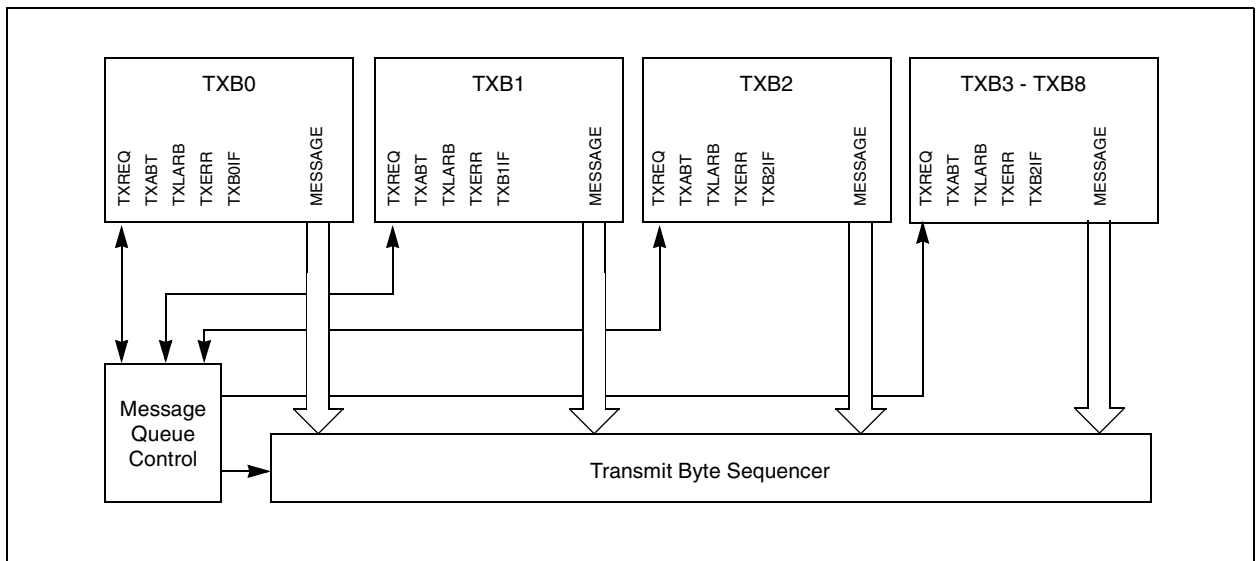 TXB0
TXREQ
TXABT
TXLARB
TXERR
TXB0IF
MESSAGE
TXB1
TXREQ
TXABT
TXLARB
TXERR
TXB1IF
MESSAGE
TXB2
TXREQ
TXABT
TXLARB
TXERR
TXB2IF
MESSAGE
TXB3 - TXB8
TXREQ
TXABT
TXLARB
TXERR
TXB2IF
MESSAGE
Message
Queue
Control
Transmit Byte Sequencer